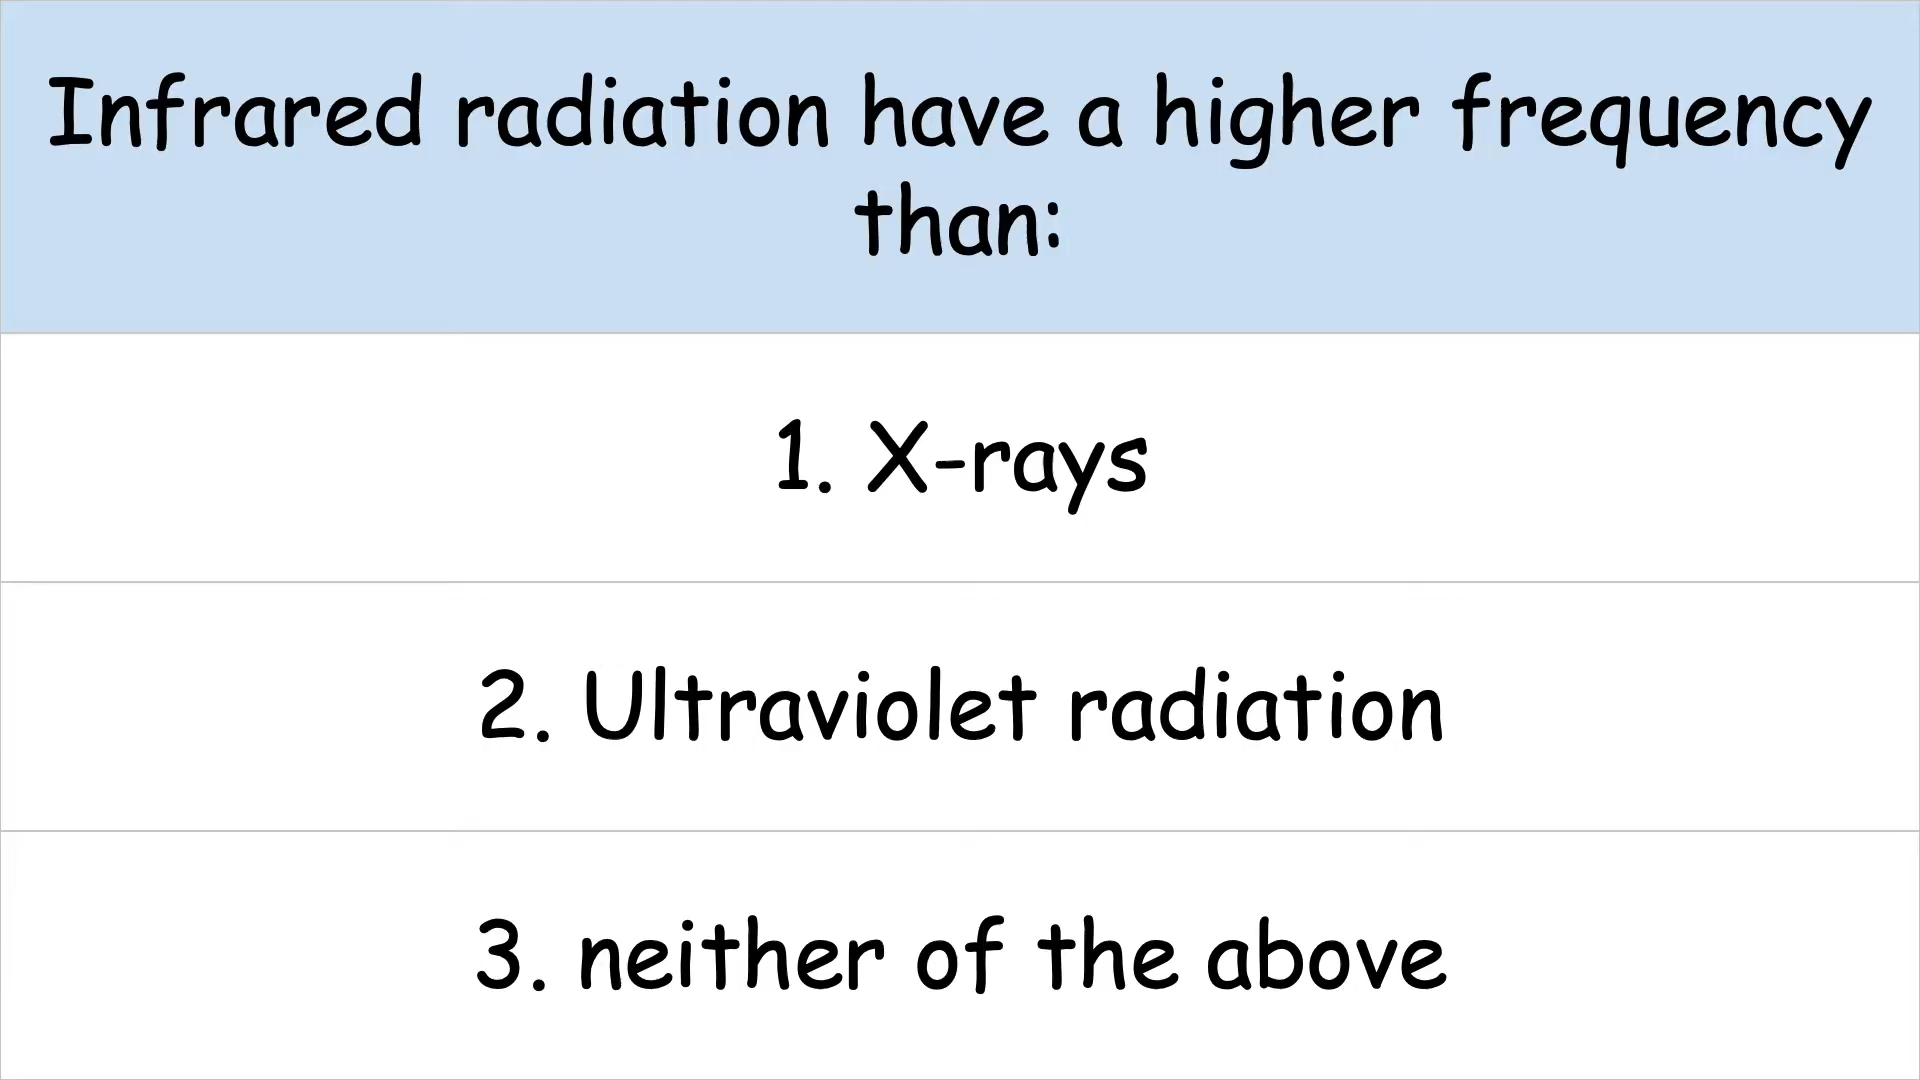 Infrared radiation have a higher frequency
than:
1. X-rays
2. Ultraviolet radiation
3. neither of the above